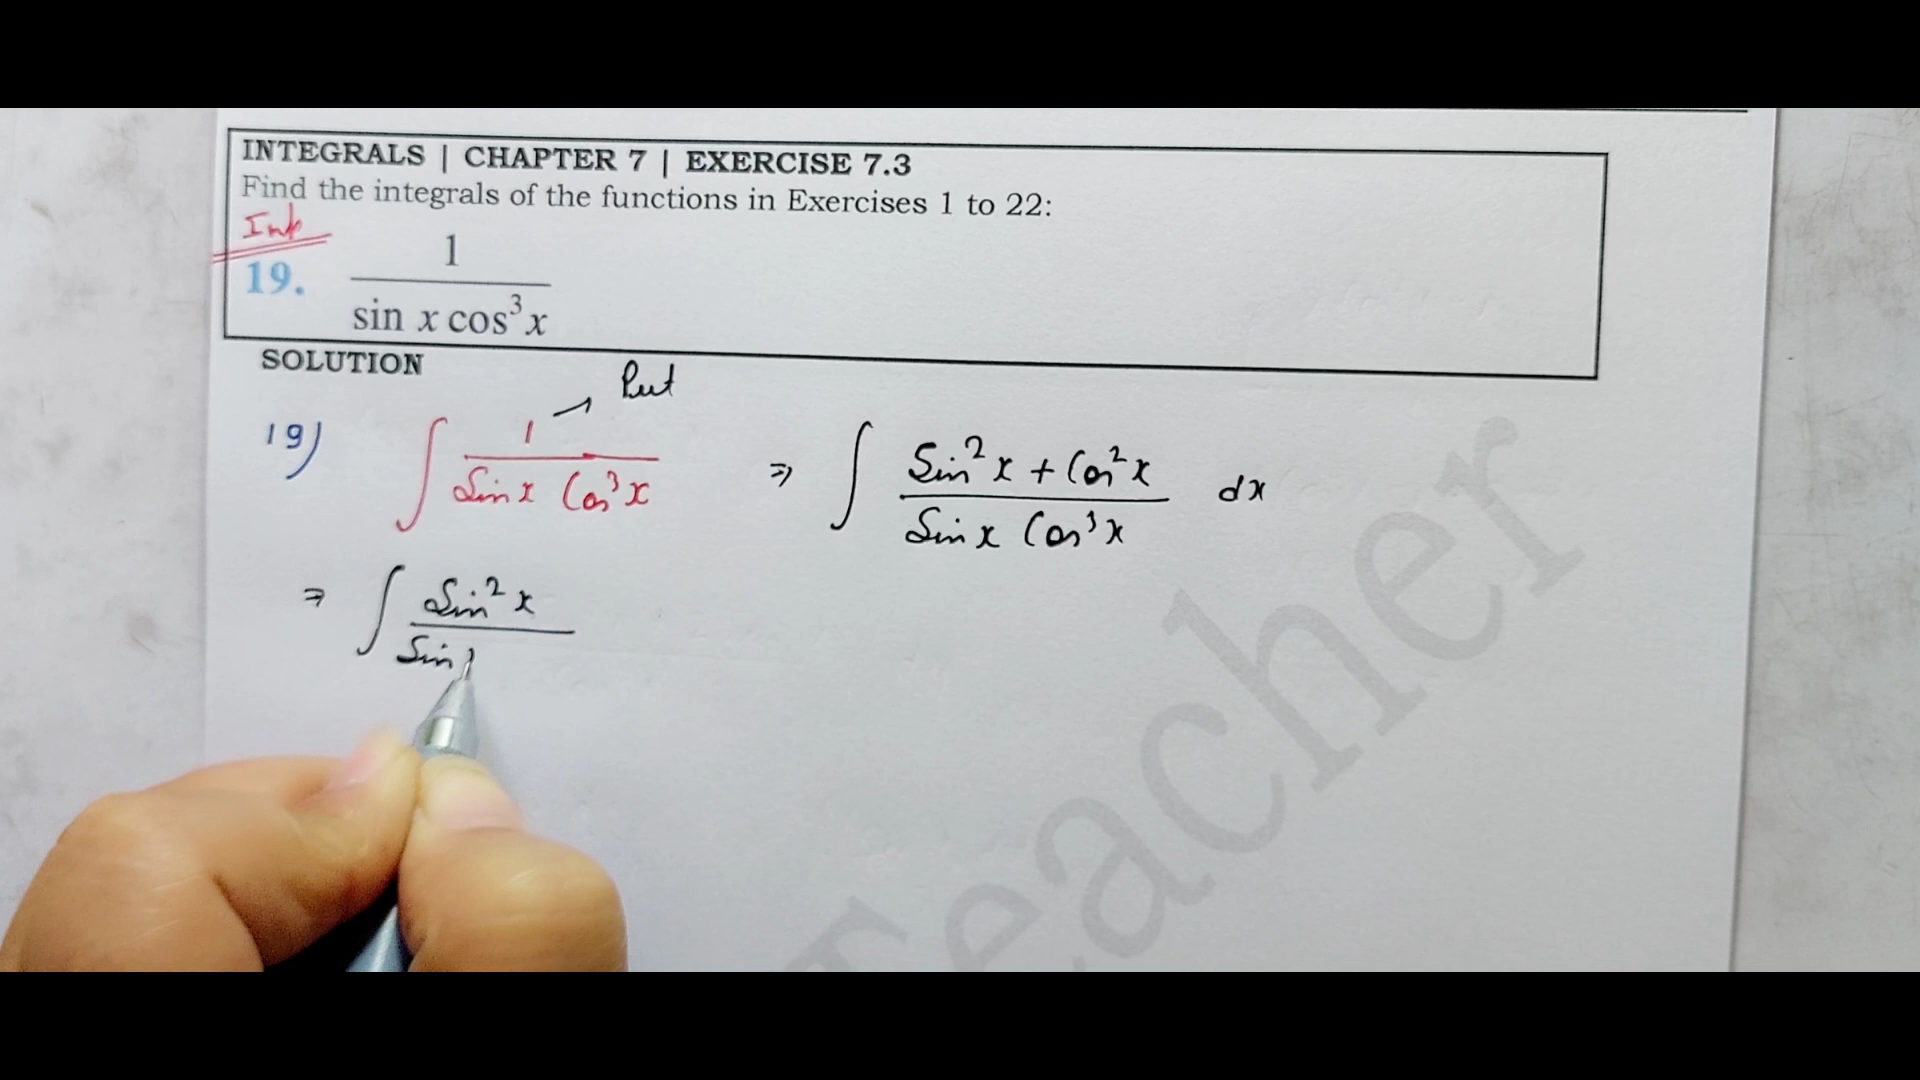 INTEGRALS | CHAPTER 7 | EXERCISE 7.3
Find the integrals of the functions in Exercises 1 to 22:
Imp
19. 1 / sin x cos³x
SOLUTION
Put
19) ∫ 1 / Sin x Cos³x ⇒ ∫ Sin²x + Cos²x / Sin x Cos³x dx
⇒ ∫ Sin²x / Sin
Teacher